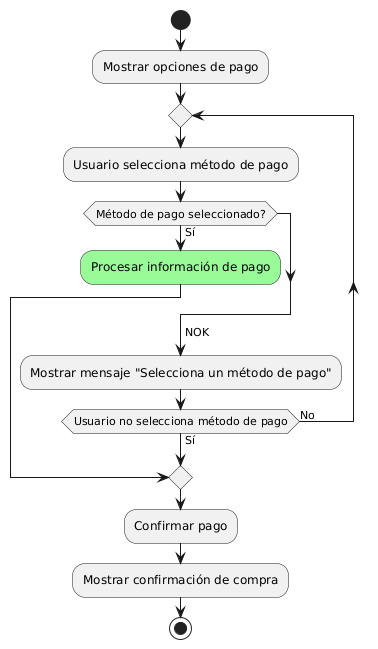 Mostrar opciones de pago
Usuario selecciona método de pago
Método de pago seleccionado?
Sí
Procesar información de pago
NOK
Mostrar mensaje "Selecciona un método de pago"
Usuario no selecciona método de pago
No
Sí
Confirmar pago
Mostrar confirmación de compra